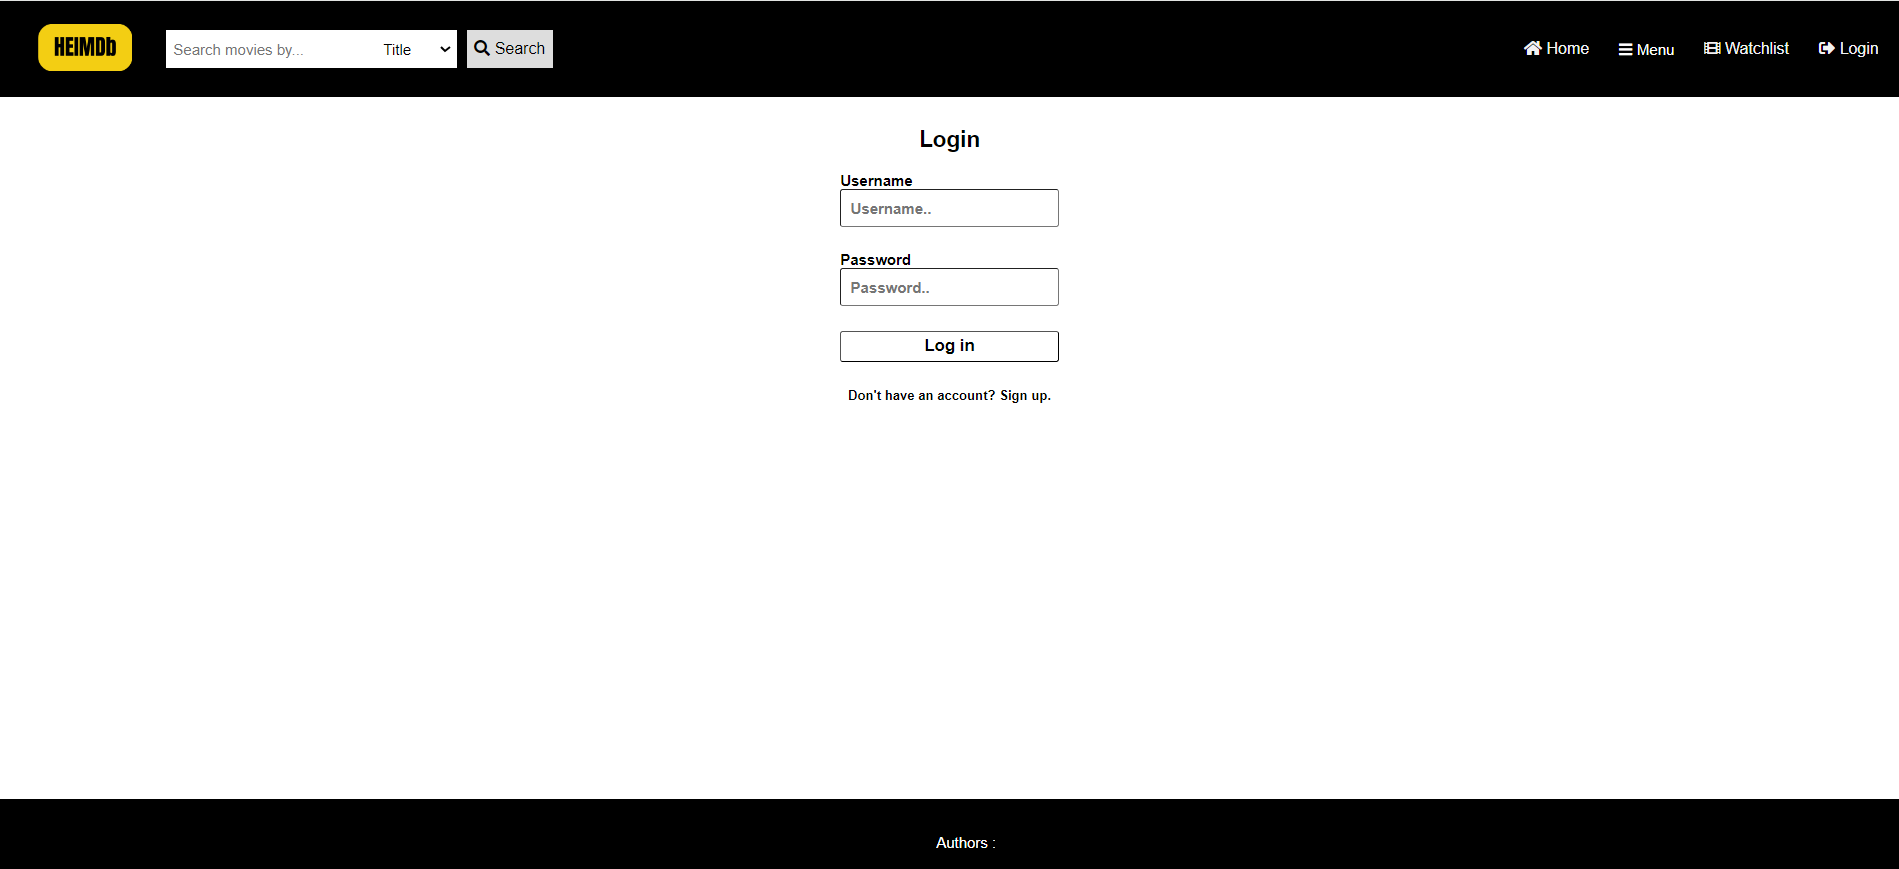 HEIMDb
Search movies by... Title Search
Home Menu Watchlist Login
Login
Username
Username..
Password
Password..
Log in
Don't have an account? Sign up.
Authors :